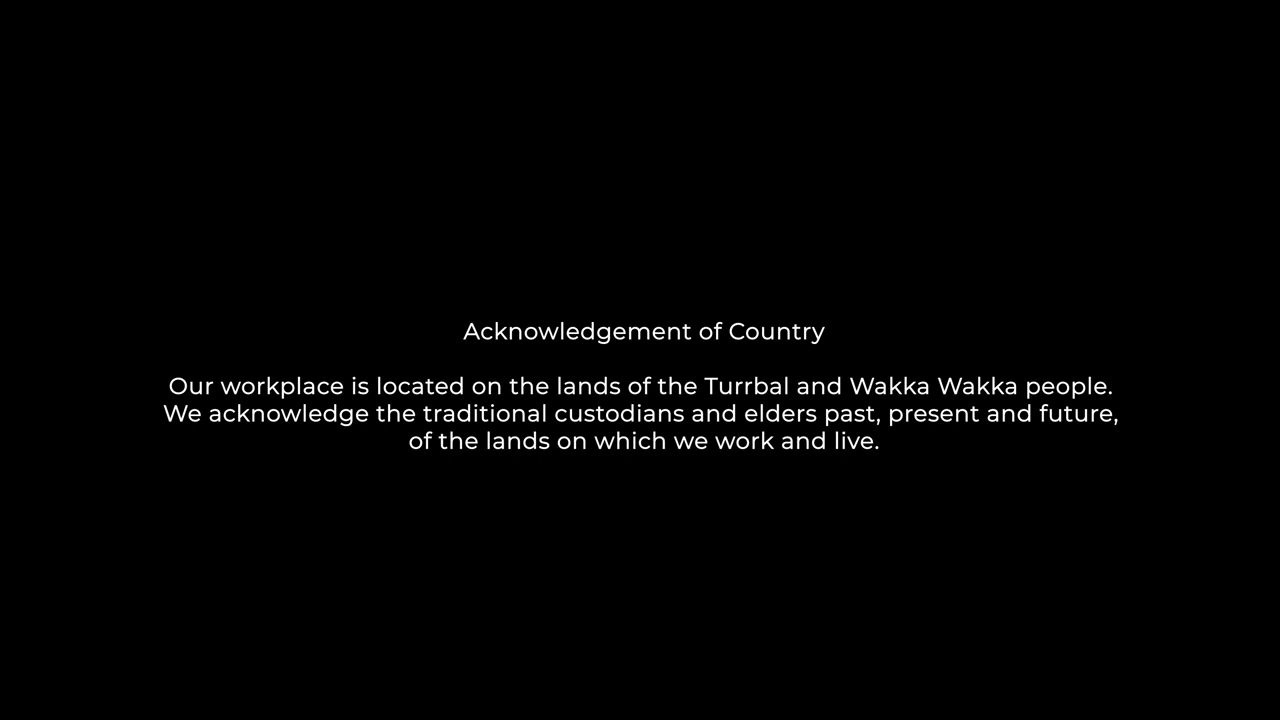 Acknowledgement of Country
Our workplace is located on the lands of the Turrbal and Wakka Wakka people.
We acknowledge the traditional custodians and elders past, present and future,
of the lands on which we work and live.